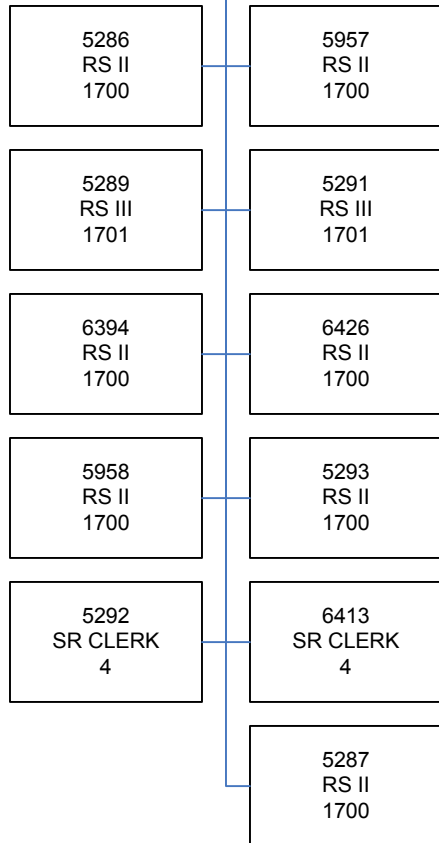 5286
RS II
1700
5957
RS II
1700
5289
RS III
1701
5291
RS III
1701
6394
RS II
1700
6426
RS II
1700
5958
RS II
1700
5293
RS II
1700
5292
SR CLERK
4
6413
SR CLERK
4
5287
RS II
1700